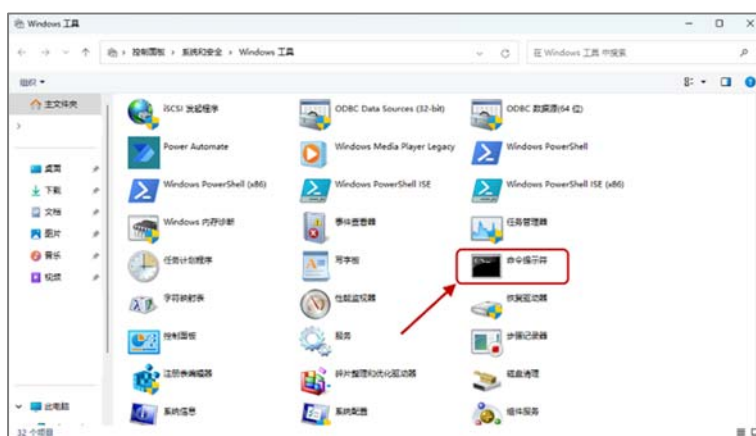 Windows 工具
控制面板 › 系统和安全 › Windows 工具
在 Windows 工具 中搜索
组织
主文件夹
桌面
下载
文档
图片
音乐
视频
此电脑
iSCSI 发起程序
ODBC Data Sources (32-bit)
ODBC 数据源(64 位)
Power Automate
Windows Media Player Legacy
Windows PowerShell
Windows PowerShell (x86)
Windows PowerShell ISE
Windows PowerShell ISE (x86)
Windows 内存诊断
事件查看器
任务管理器
任务计划程序
写字板
命令提示符
字符映射表
性能监视器
恢复驱动器
控制面板
服务
步骤记录器
注册表编辑器
碎片整理和优化驱动器
磁盘清理
系统信息
系统配置
组件服务
32 个项目